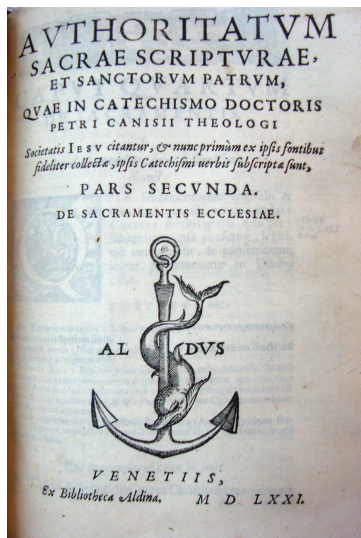 AVTHORITATVM
SACRAE SCRIPTVRAE,
ET SANCTORVM PATRVM,
QVAE IN CATECHISMO DOCTORIS
PETRI CANISII THEOLOGI
Societatis IESV citantur, & nunc primùm ex ipsis fontibus
fideliter collectæ, ipsis Catechismi uerbis subscriptæ sunt,
PARS SECVNDA.
DE SACRAMENTIS ECCLESIAE.
AL DVS
VENETIIS,
Ex Bibliotheca Aldina. M D LXXI.